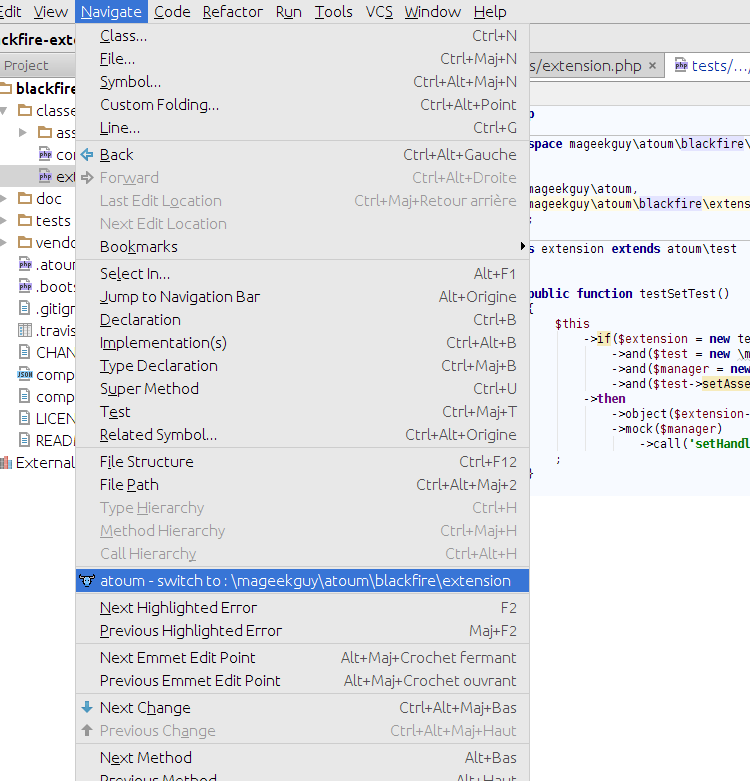 Edit View Navigate Code Refactor Run Tools VCS Window Help
Class... Ctrl+N
File... Ctrl+Maj+N
Symbol... Ctrl+Alt+Maj+N
Custom Folding... Ctrl+Alt+Point
Line... Ctrl+G
Back Ctrl+Alt+Gauche
Forward Ctrl+Alt+Droite
Last Edit Location Ctrl+Maj+Retour arrière
Next Edit Location
Bookmarks
Select In... Alt+F1
Jump to Navigation Bar Alt+Origine
Declaration Ctrl+B
Implementation(s) Ctrl+Alt+B
Type Declaration Ctrl+Maj+B
Super Method Ctrl+U
Test Ctrl+Maj+T
Related Symbol... Ctrl+Alt+Origine
File Structure Ctrl+F12
File Path Ctrl+Alt+Maj+2
Type Hierarchy Ctrl+H
Method Hierarchy Ctrl+Maj+H
Call Hierarchy Ctrl+Alt+H
atoum - switch to : \mageekguy\atoum\blackfire\extension
Next Highlighted Error F2
Previous Highlighted Error Maj+F2
Next Emmet Edit Point Alt+Maj+Crochet fermant
Previous Emmet Edit Point Alt+Maj+Crochet ouvrant
Next Change Ctrl+Alt+Maj+Bas
Previous Change Ctrl+Alt+Maj+Haut
Next Method Alt+Bas
Previous Method Alt+Haut
ackfire-exte
Project
blackfire
classe
ass
con
ext
doc
tests
vendo
.atoum
.boots
.gitign
.travis
CHAN
comp
comp
LICEN
READM
External
s/extension.php
tests/.../
p
space mageekguy\atoum\blackfire\
mageekguy\atoum,
mageekguy\atoum\blackfire\extens
;
s extension extends atoum\test
public function testSetTest()
{
$this
->if($extension = new te
->and($test = new \m
->and($manager = new
->and($test->setAsse
->then
->object($extension-
->mock($manager)
->call('setHandl
;
}